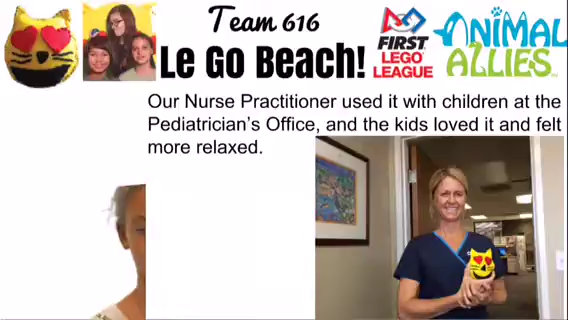 Team 616
Le Go Beach!
FIRST
LEGO
LEAGUE
ANIMAL
ALLIES
Our Nurse Practitioner used it with children at the
Pediatrician's Office, and the kids loved it and felt
more relaxed.